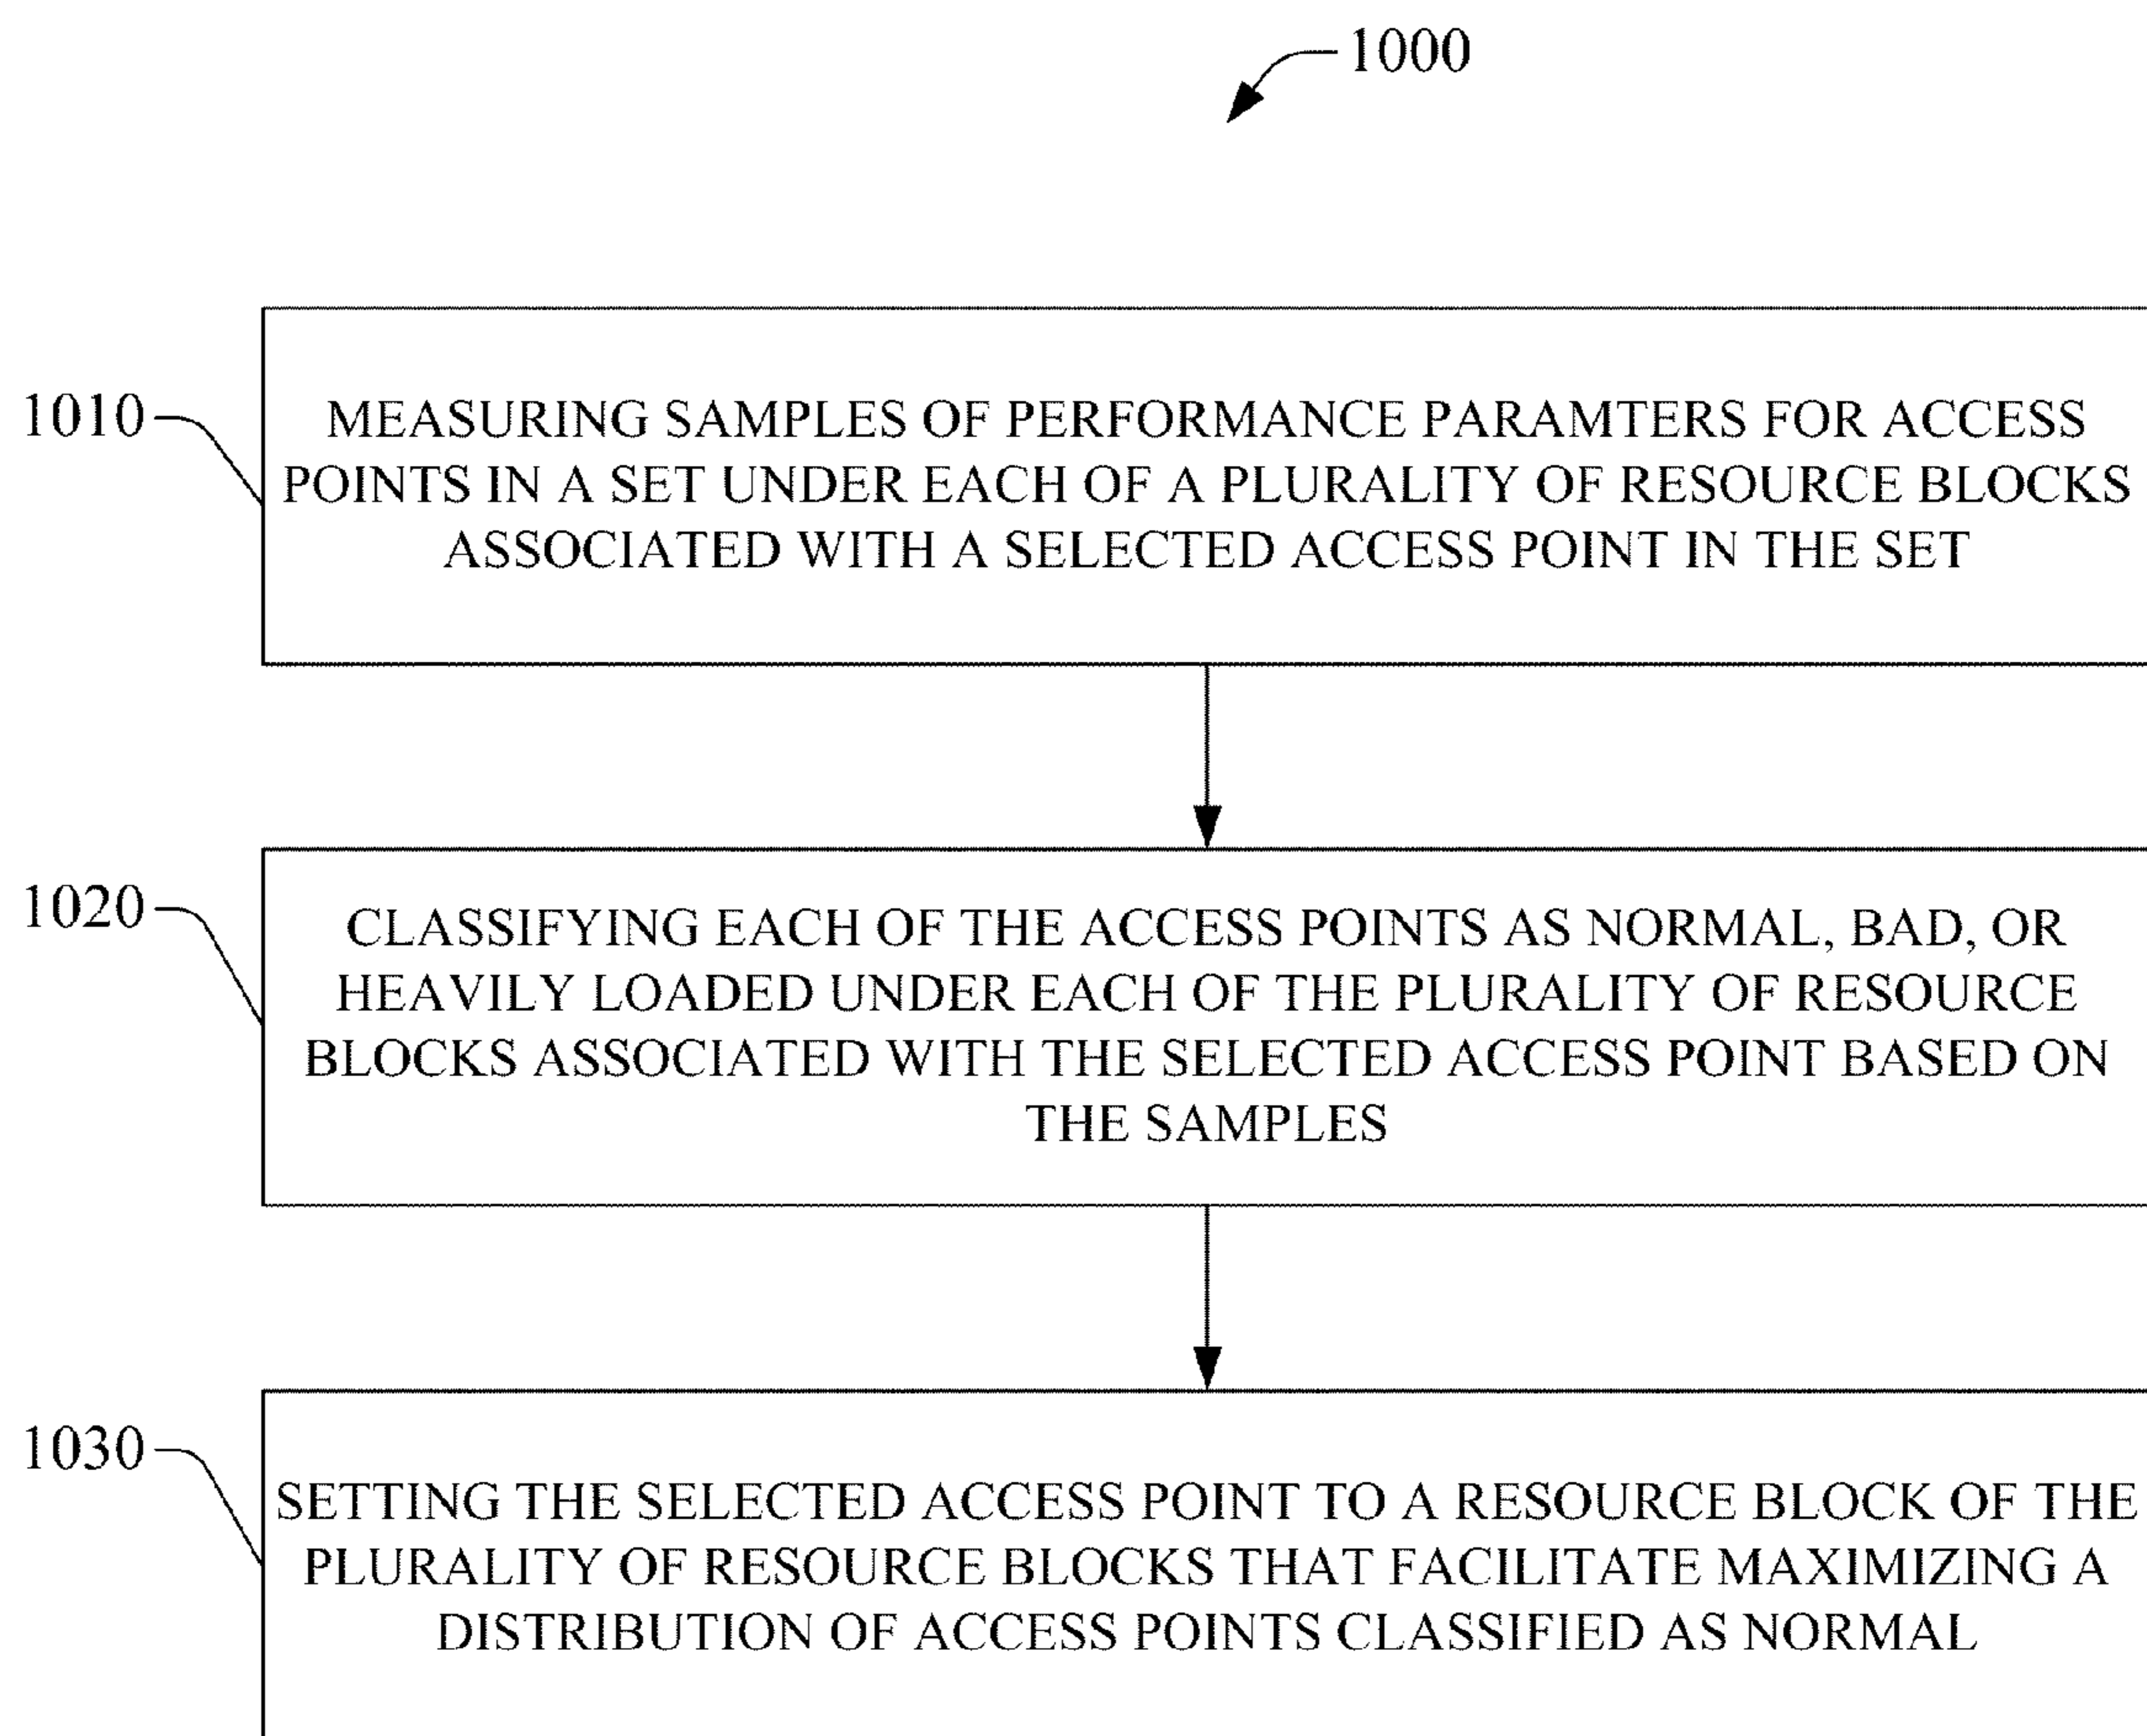 1000
1010
MEASURING SAMPLES OF PERFORMANCE PARAMTERS FOR ACCESS
POINTS IN A SET UNDER EACH OF A PLURALITY OF RESOURCE BLOCKS
ASSOCIATED WITH A SELECTED ACCESS POINT IN THE SET
1020
CLASSIFYING EACH OF THE ACCESS POINTS AS NORMAL, BAD, OR
HEAVILY LOADED UNDER EACH OF THE PLURALITY OF RESOURCE
BLOCKS ASSOCIATED WITH THE SELECTED ACCESS POINT BASED ON
THE SAMPLES
1030
SETTING THE SELECTED ACCESS POINT TO A RESOURCE BLOCK OF THE
PLURALITY OF RESOURCE BLOCKS THAT FACILITATE MAXIMIZING A
DISTRIBUTION OF ACCESS POINTS CLASSIFIED AS NORMAL